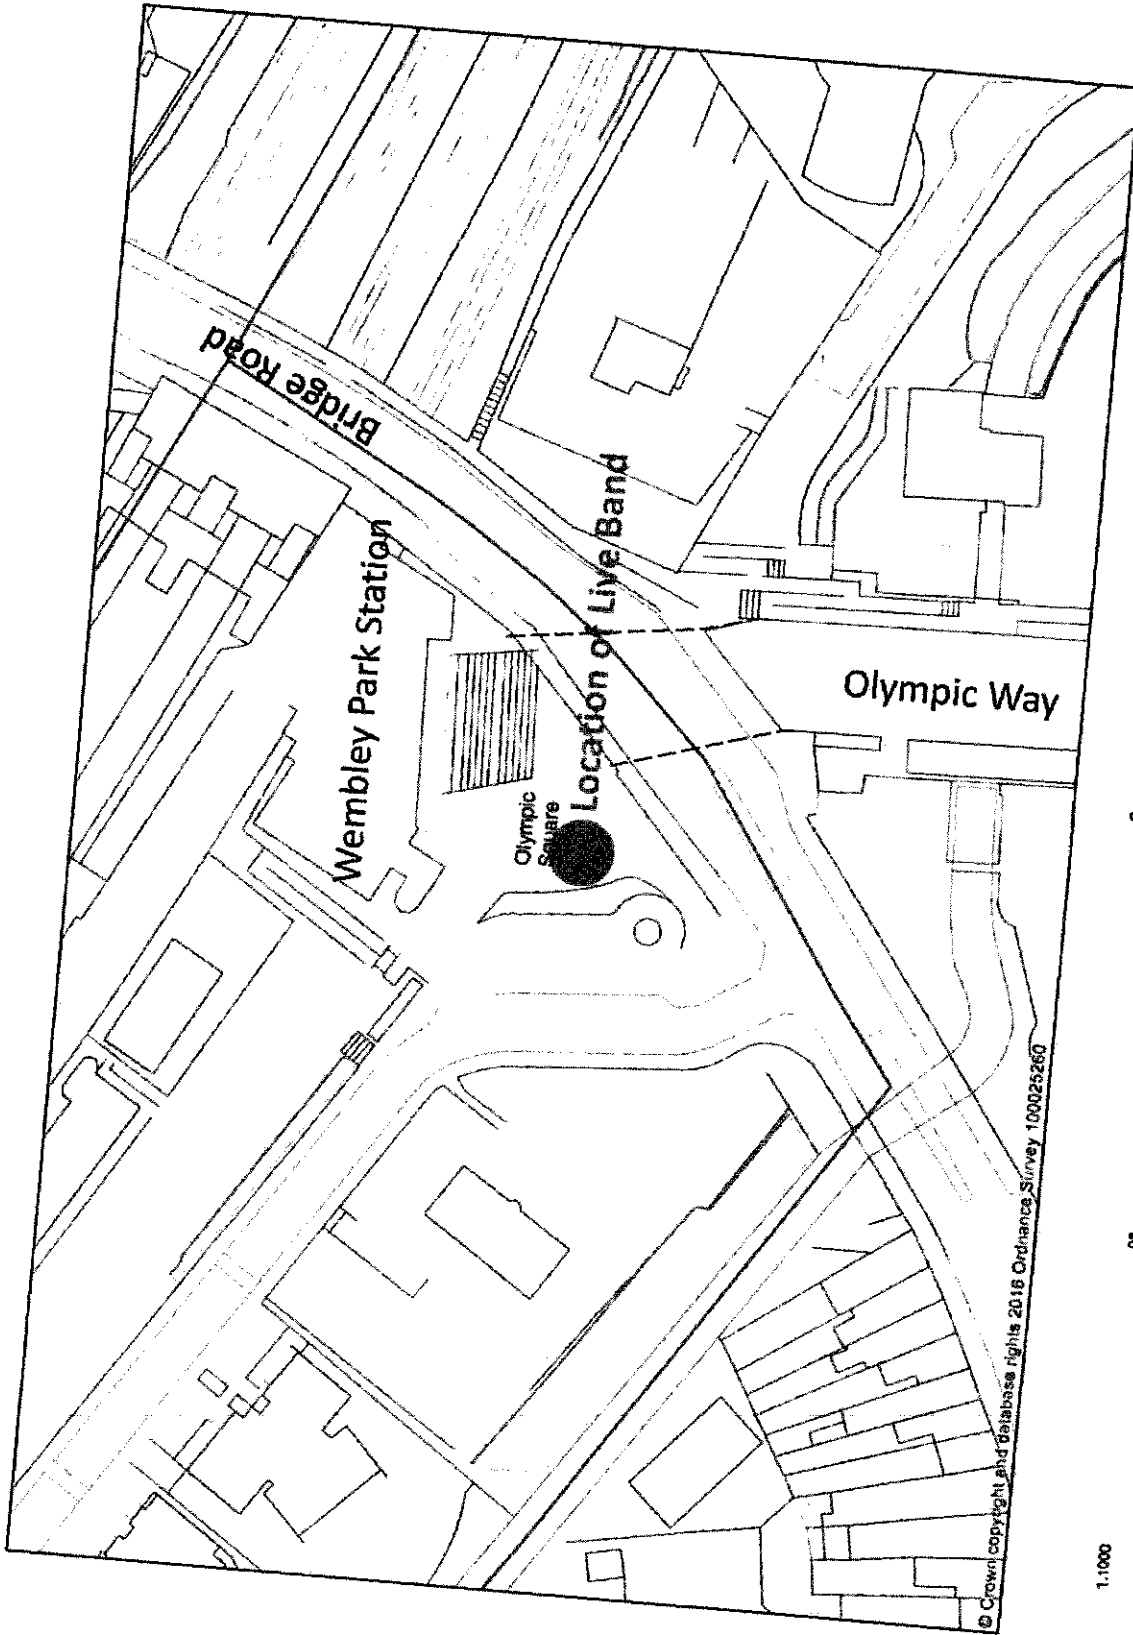 Bridge Road
Wembley Park Station
Olympic
Square
Location of Live Band
Olympic Way
© Crown copyright and database rights 2016 Ordnance Survey 100025260
1:1000